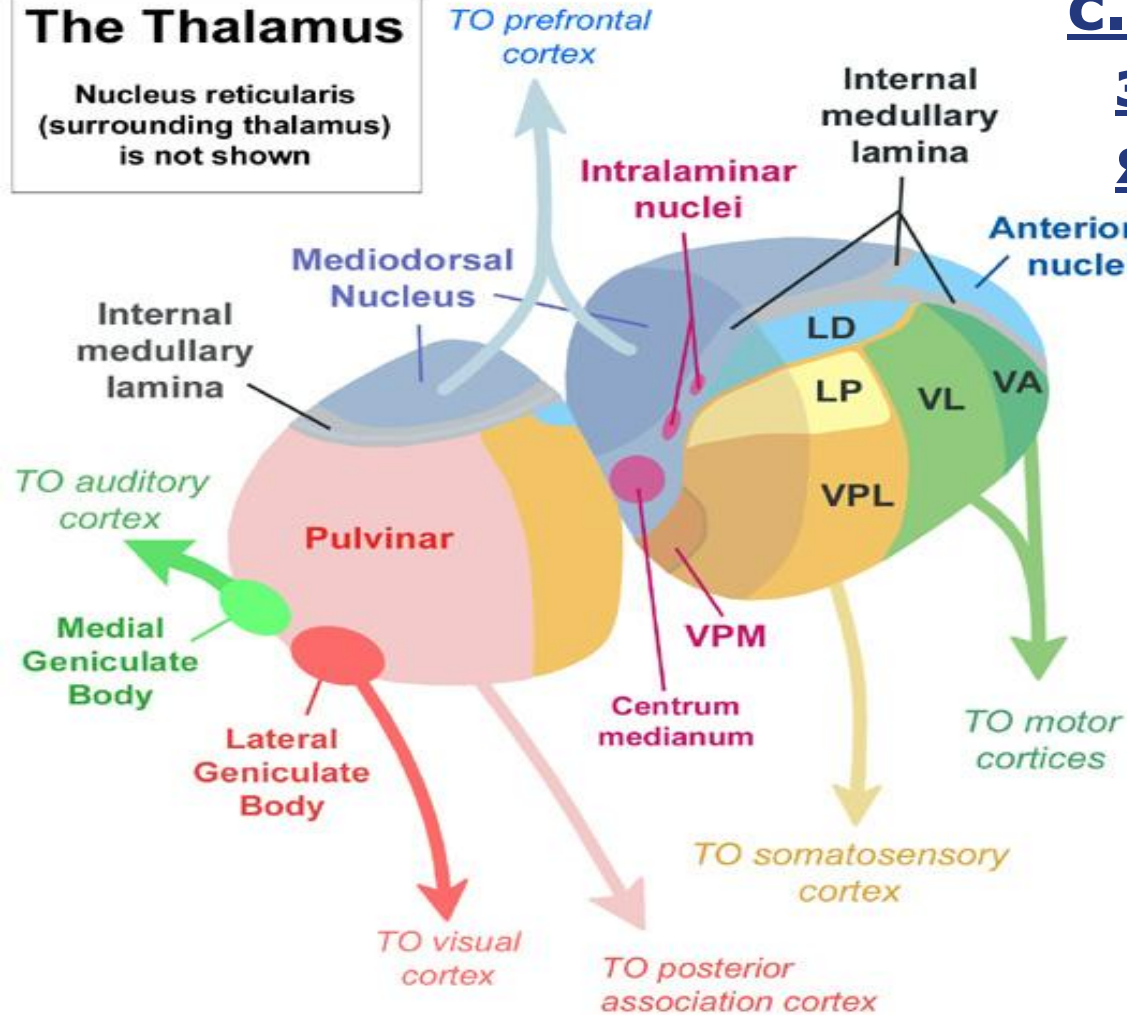 The Thalamus
Nucleus reticularis
(surrounding thalamus)
is not shown
TO prefrontal
cortex
c.
Internal
medullary
lamina
Intralaminar
nuclei
Anterior
nucle
Mediodorsal
Nucleus
Internal
medullary
lamina
LD
LP
VL
VA
TO auditory
cortex
Pulvinar
VPL
Medial
Geniculate
Body
VPM
Centrum
medianum
Lateral
Geniculate
Body
TO motor
cortices
TO somatosensory
cortex
TO visual
cortex
TO posterior
association cortex